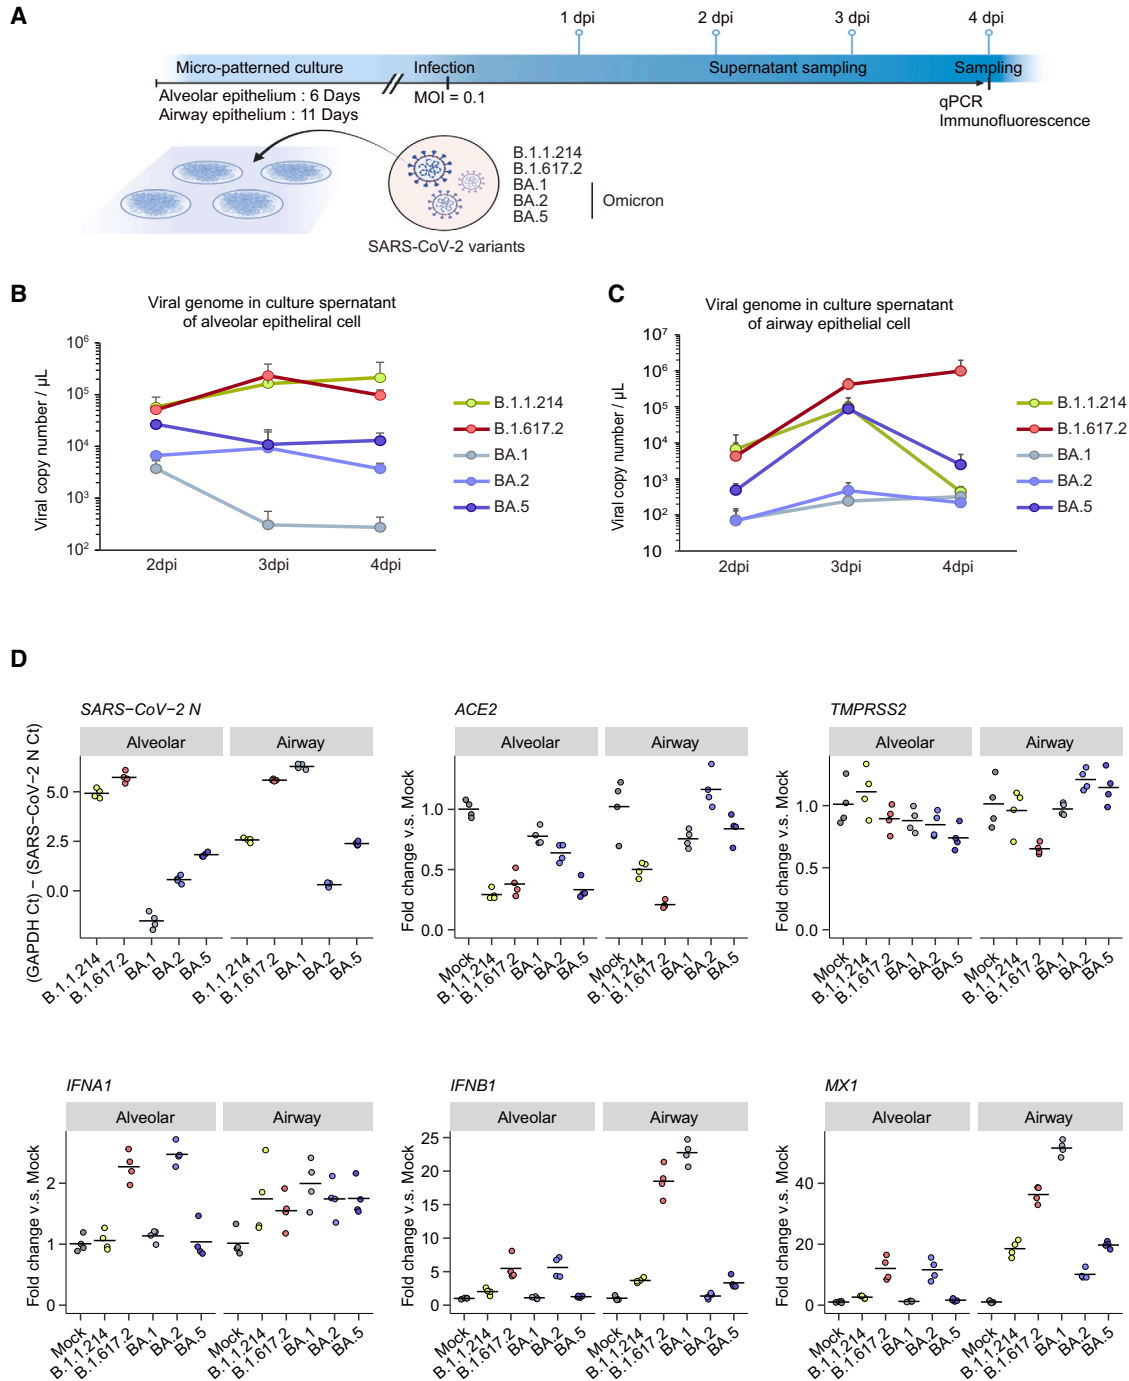 A
1 dpi
2 dpi
3 dpi
4 dpi
Micro-patterned culture
Infection
Supernatant sampling
Sampling
Alveolar epithelium : 6 Days
Airway epithelium : 11 Days
MOI = 0.1
qPCR
Immunofluorescence
B.1.1.214
B.1.617.2
BA.1
BA.2
BA.5
Omicron
SARS-CoV-2 variants
B
Viral genome in culture spernatant
of alveolar epitheliral cell
Viral copy number / µL
10⁶
10⁵
10⁴
10³
10²
2dpi
3dpi
4dpi
B.1.1.214
B.1.617.2
BA.1
BA.2
BA.5
C
Viral genome in culture spernatant
of airway epithelial cell
Viral copy number / µL
10⁷
10⁶
10⁵
10⁴
10³
10²
10
2dpi
3dpi
4dpi
B.1.1.214
B.1.617.2
BA.1
BA.2
BA.5
D
SARS−CoV−2 N
Alveolar
Airway
(GAPDH Ct) − (SARS−CoV−2 N Ct)
5.0
2.5
0.0
B.1.1.214
B.1.617.2
BA.1
BA.2
BA.5
B.1.1.214
B.1.617.2
BA.1
BA.2
BA.5
ACE2
Alveolar
Airway
Fold change v.s. Mock
1.0
0.5
0.0
Mock
B.1.1.214
B.1.617.2
BA.1
BA.2
BA.5
Mock
B.1.1.214
B.1.617.2
BA.1
BA.2
BA.5
TMPRSS2
Alveolar
Airway
Fold change v.s. Mock
1.0
0.5
0.0
Mock
B.1.1.214
B.1.617.2
BA.1
BA.2
BA.5
Mock
B.1.1.214
B.1.617.2
BA.1
BA.2
BA.5
IFNA1
Alveolar
Airway
Fold change v.s. Mock
2
1
0
Mock
B.1.1.214
B.1.617.2
BA.1
BA.2
BA.5
Mock
B.1.1.214
B.1.617.2
BA.1
BA.2
BA.5
IFNB1
Alveolar
Airway
Fold change v.s. Mock
25
20
15
10
5
0
Mock
B.1.1.214
B.1.617.2
BA.1
BA.2
BA.5
Mock
B.1.1.214
B.1.617.2
BA.1
BA.2
BA.5
MX1
Alveolar
Airway
Fold change v.s. Mock
40
20
0
Mock
B.1.1.214
B.1.617.2
BA.1
BA.2
BA.5
Mock
B.1.1.214
B.1.617.2
BA.1
BA.2
BA.5